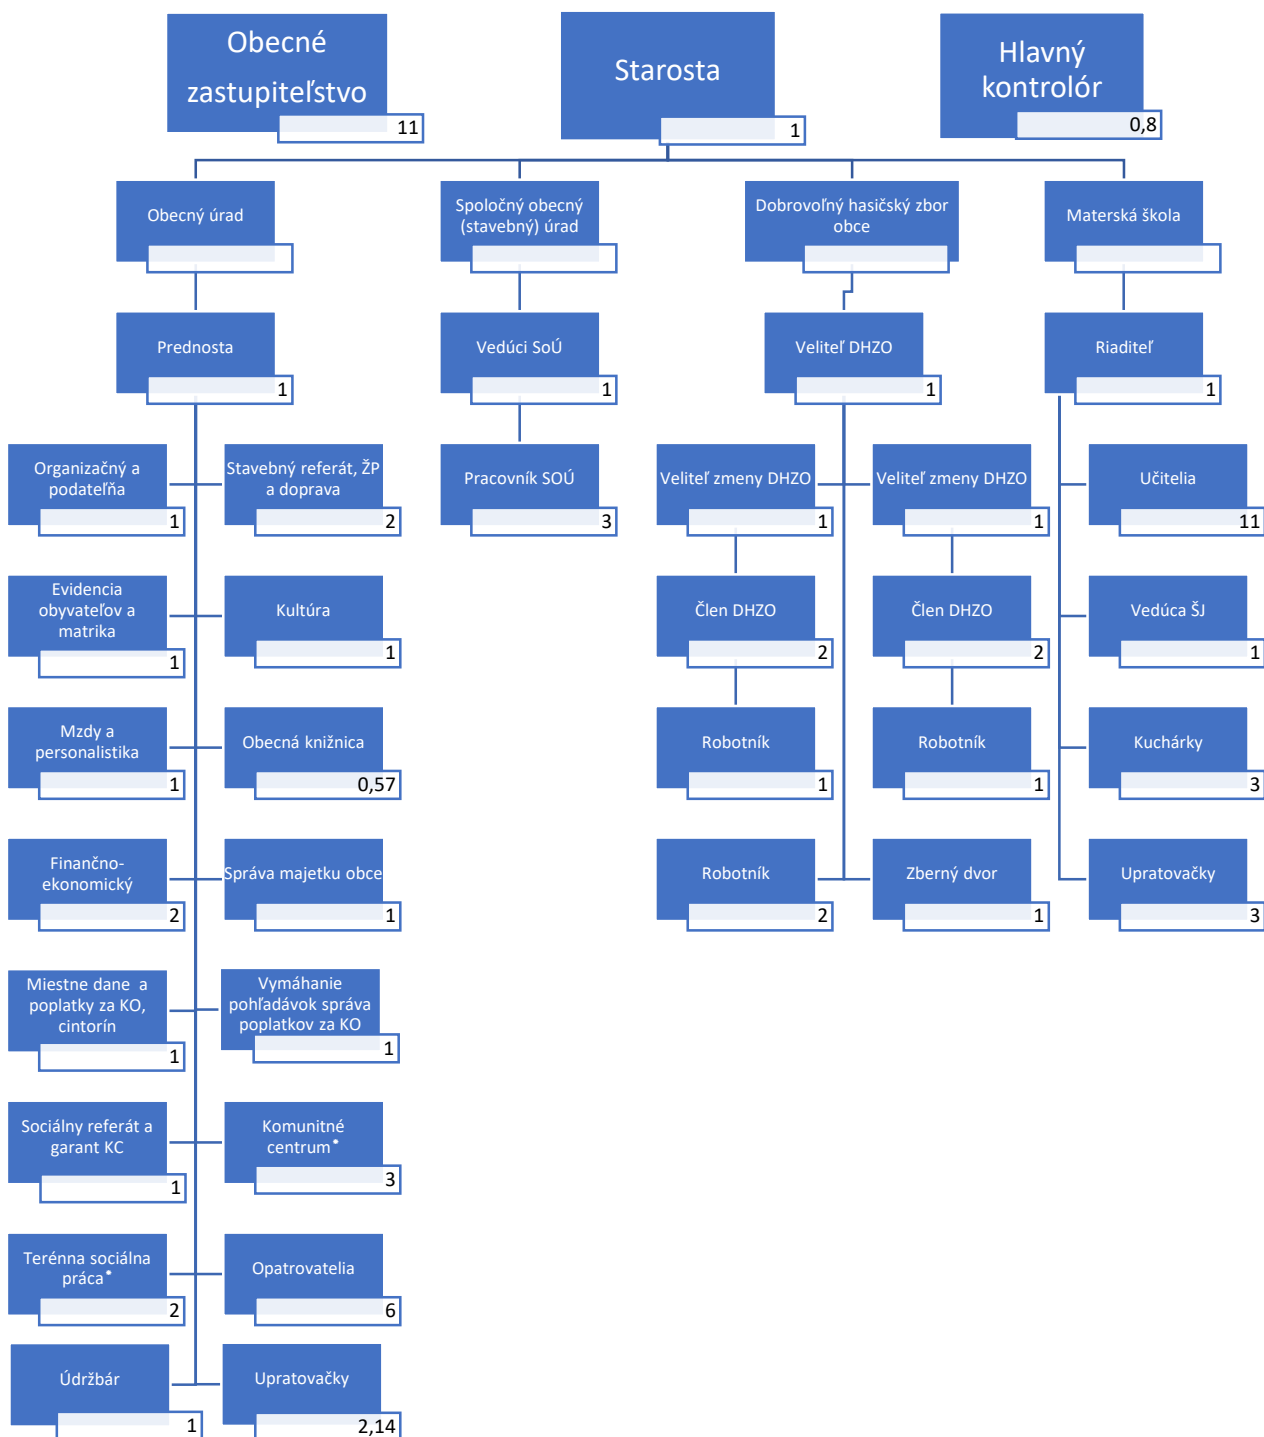 Obecné
zastupiteľstvo
11
Starosta
1
Hlavný
kontrolór
0,8
Obecný úrad
Spoločný obecný
(stavebný) úrad
Dobrovoľný hasičský zbor
obce
Materská škola
Prednosta
1
Vedúci SoÚ
1
Veliteľ DHZO
1
Riaditeľ
1
Organizačný a
podateľňa
1
Stavebný referát, ŽP
a doprava
2
Pracovník SOÚ
3
Veliteľ zmeny DHZO
1
Veliteľ zmeny DHZO
1
Učitelia
11
Evidencia
obyvateľov a
matrika
1
Kultúra
1
Člen DHZO
2
Člen DHZO
2
Vedúca ŠJ
1
Mzdy a
personalistika
1
Obecná knižnica
0,57
Robotník
1
Robotník
1
Kuchárky
3
Finančno-
ekonomický
2
Správa majetku obce
1
Robotník
2
Zberný dvor
1
Upratovačky
3
Miestne dane a
poplatky za KO,
cintorín
1
Vymáhanie
pohľadávok správa
poplatkov za KO
1
Sociálny referát a
garant KC
1
Komunitné
centrum*
3
Terénna sociálna
práca*
2
Opatrovatelia
6
Údržbár
1
Upratovačky
2,14